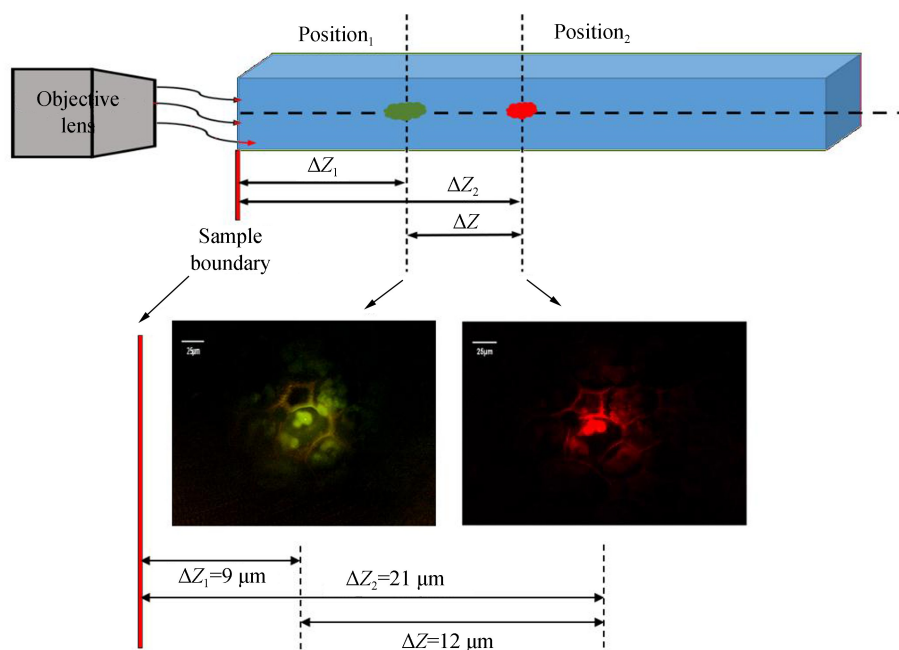 Position₁
Position₂
Objective
lens
ΔZ₁
ΔZ₂
ΔZ
Sample
boundary
25μm
25μm
ΔZ₁=9 μm
ΔZ₂=21 μm
ΔZ=12 μm